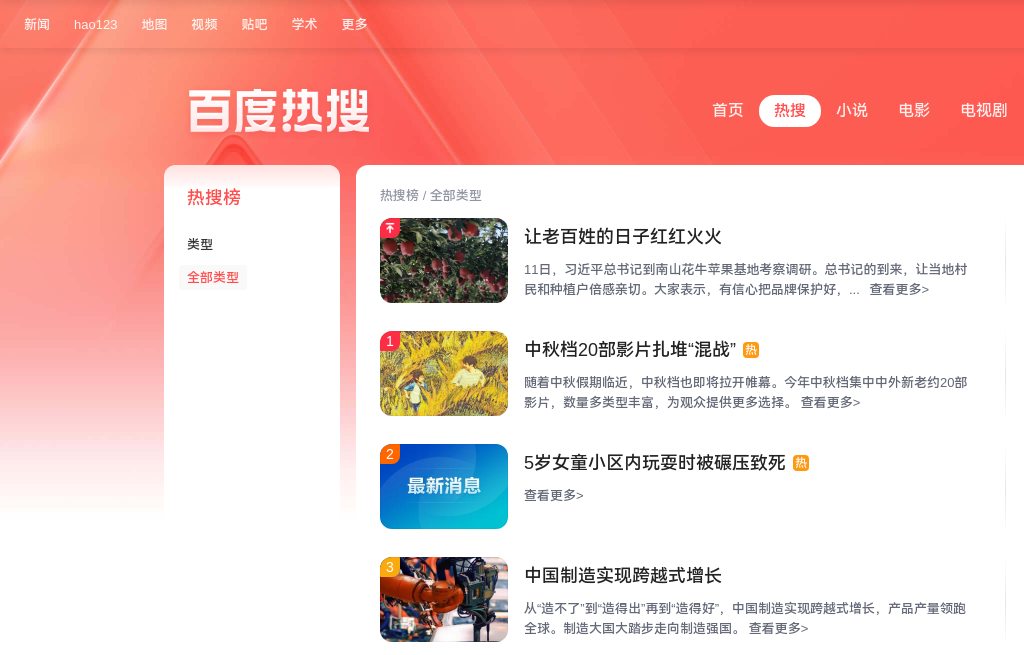 新闻 hao123 地图 视频 贴吧 学术 更多
百度热搜
首页 热搜 小说 电影 电视剧
热搜榜
类型
全部类型
热搜榜 / 全部类型
让老百姓的日子红红火火
11日，习近平总书记到南山花牛苹果基地考察调研。总书记的到来，让当地村
民和种植户倍感亲切。大家表示，有信心把品牌保护好，... 查看更多>
1
中秋档20部影片扎堆“混战” 热
随着中秋假期临近，中秋档也即将拉开帷幕。今年中秋档集中中外新老约20部
影片，数量多类型丰富，为观众提供更多选择。 查看更多>
2
最新消息
5岁女童小区内玩耍时被碾压致死 热
查看更多>
3
中国制造实现跨越式增长
从“造不了”到“造得出”再到“造得好”，中国制造实现跨越式增长，产品产量领跑
全球。制造大国大踏步走向制造强国。 查看更多>